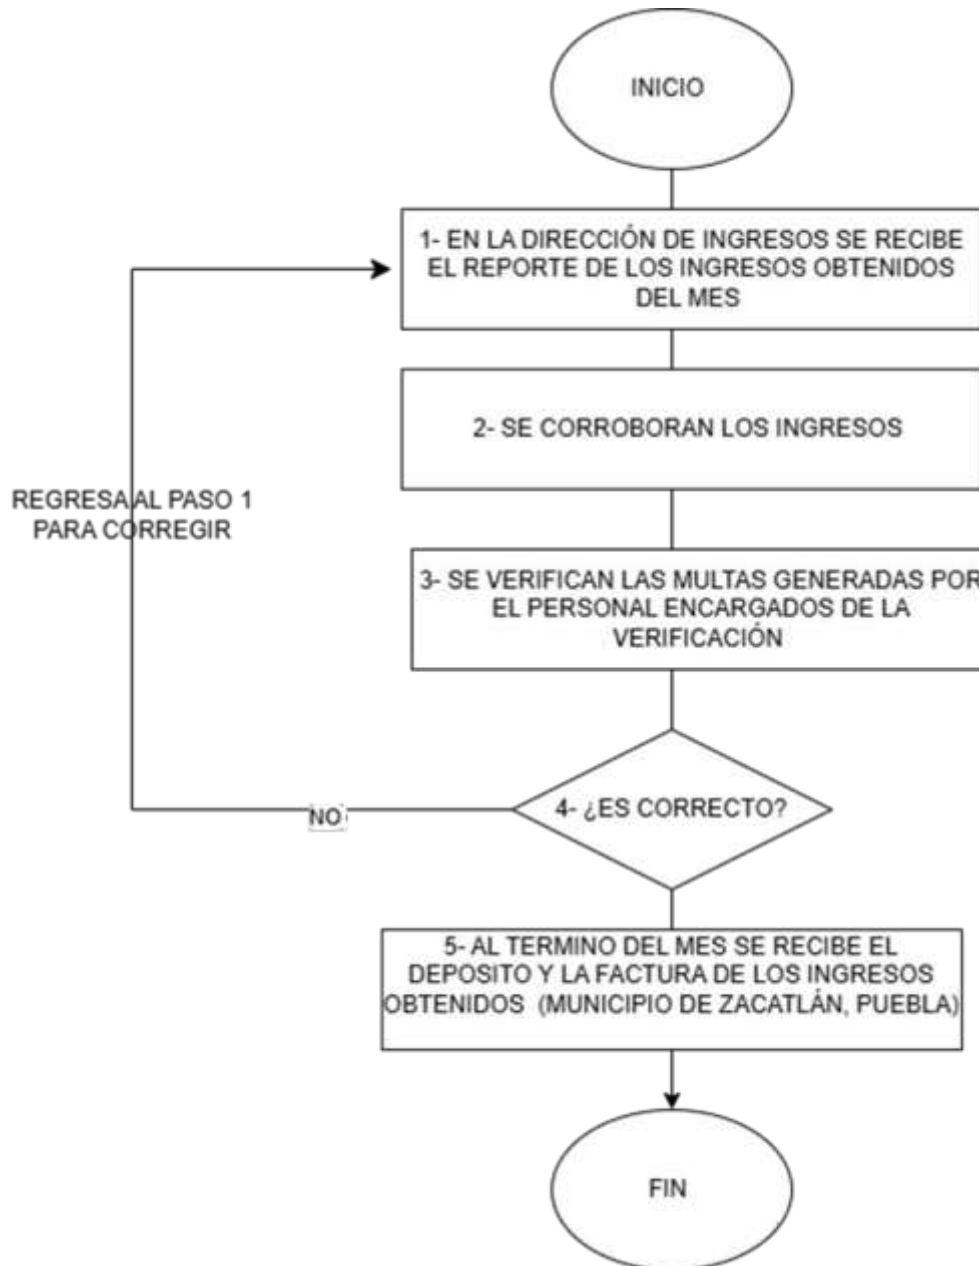 INICIO
1- EN LA DIRECCIÓN DE INGRESOS SE RECIBE
EL REPORTE DE LOS INGRESOS OBTENIDOS
DEL MES
2- SE CORROBORAN LOS INGRESOS
REGRESA AL PASO 1
PARA CORREGIR
3- SE VERIFICAN LAS MULTAS GENERADAS POR
EL PERSONAL ENCARGADOS DE LA
VERIFICACIÓN
4- ¿ES CORRECTO?
NO
5- AL TERMINO DEL MES SE RECIBE EL
DEPOSITO Y LA FACTURA DE LOS INGRESOS
OBTENIDOS (MUNICIPIO DE ZACATLÁN, PUEBLA)
FIN